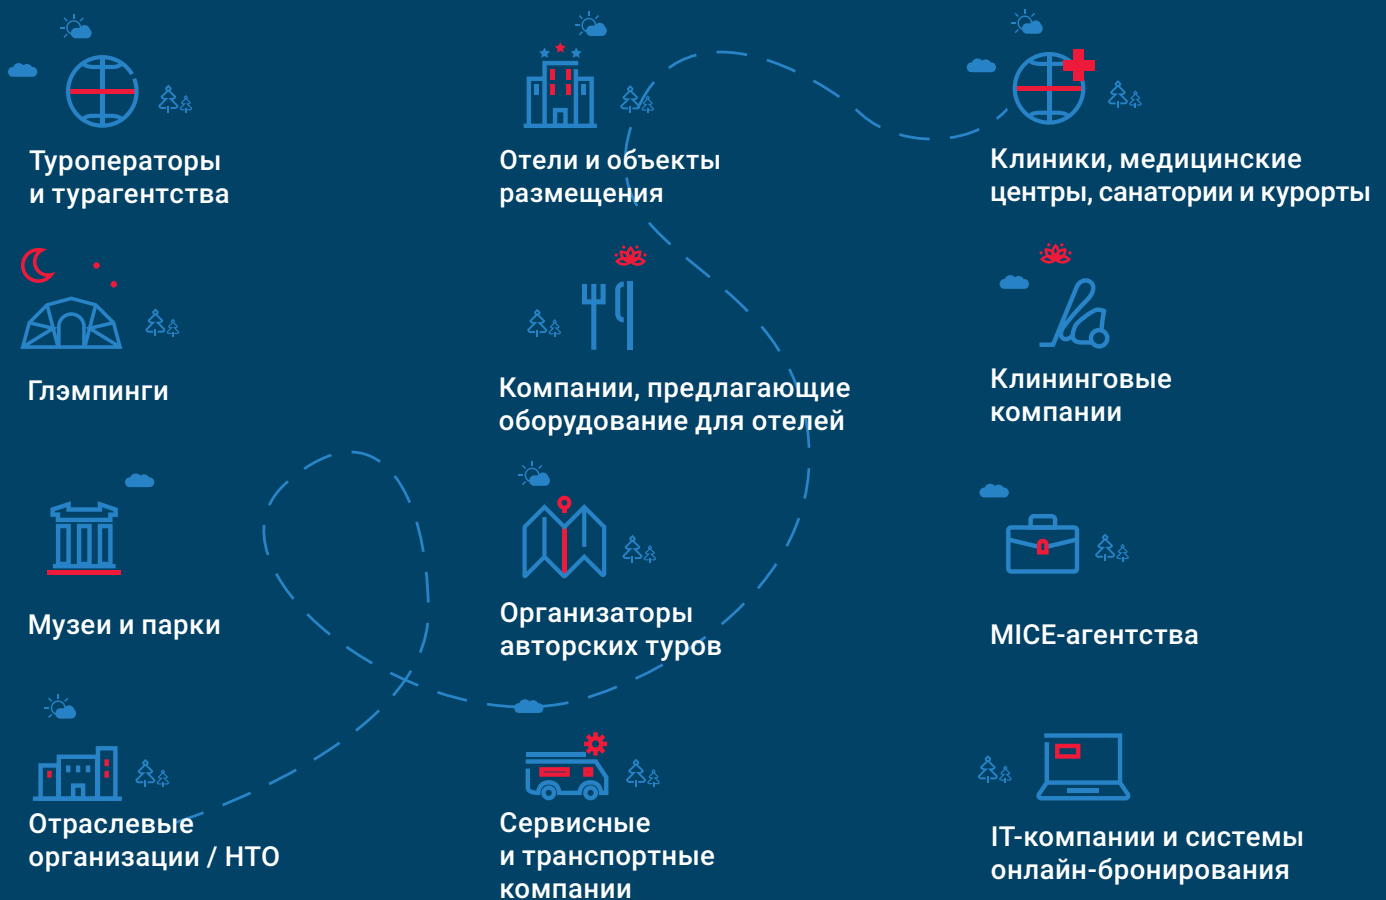 Туроператоры
и турагентства
Отели и объекты
размещения
Клиники, медицинские
центры, санатории и курорты
Глэмпинги
Компании, предлагающие
оборудование для отелей
Клининговые
компании
Музеи и парки
Организаторы
авторских туров
MICE-агентства
Отраслевые
организации / НТО
Сервисные
и транспортные
компании
IT-компании и системы
онлайн-бронирования